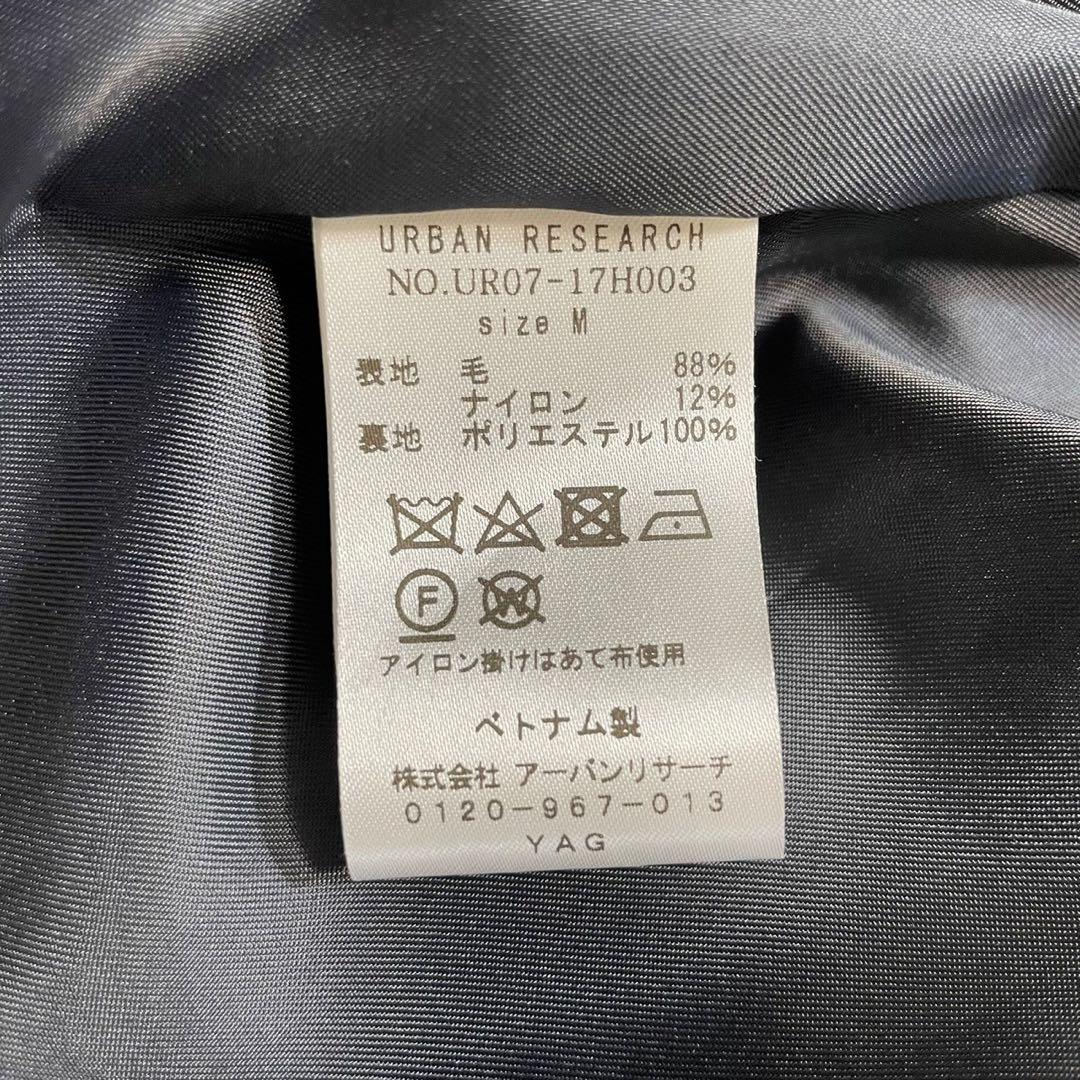 URBAN RESEARCH
NO.UR07-17H003
size M
表地 毛 88%
ナイロン 12%
裏地 ポリエステル100%
F W
アイロン掛けはあて布使用
ベトナム製
株式会社 アーバンリサーチ
0120-967-013
YAG